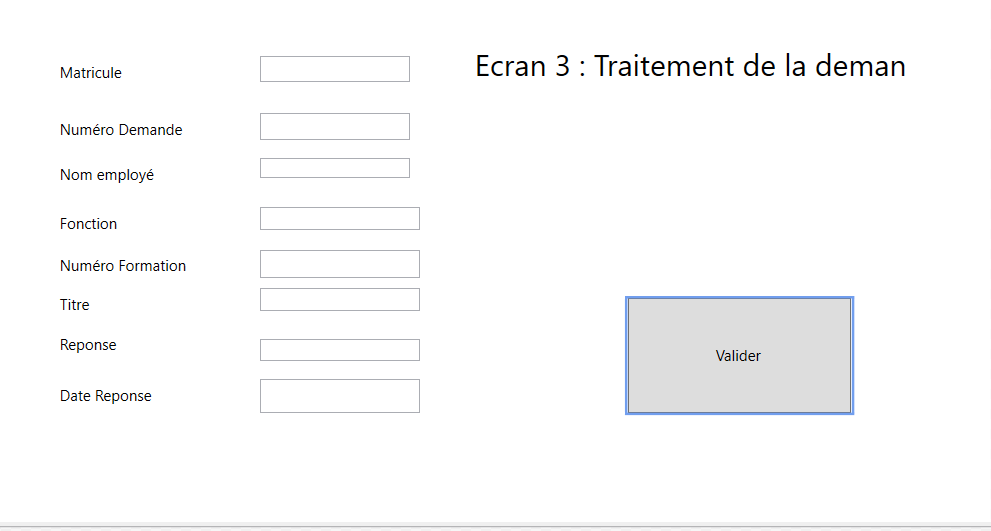 Ecran 3 : Traitement de la deman
Matricule
Numéro Demande
Nom employé
Fonction
Numéro Formation
Titre
Reponse
Date Reponse
Valider